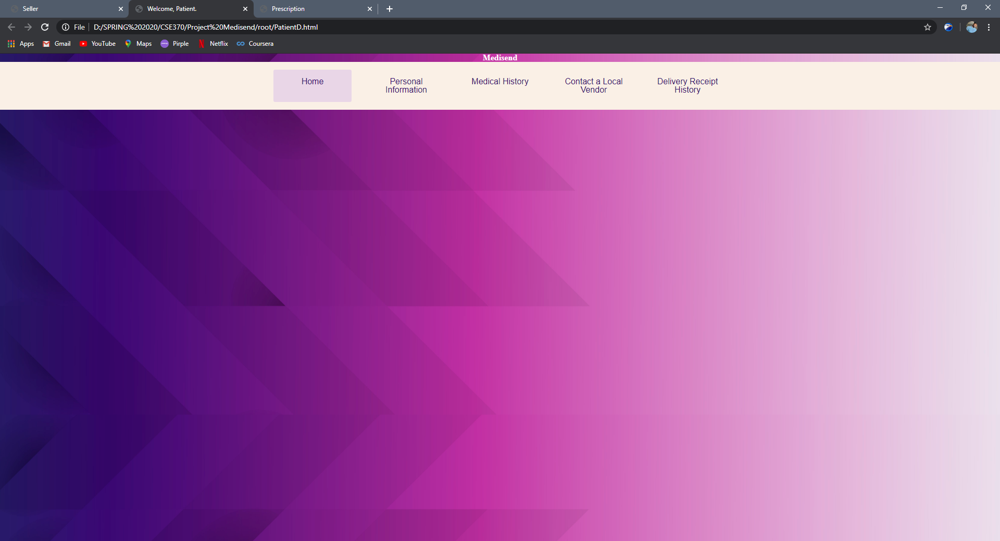 Seller
Welcome, Patient.
Prescription
File
D:/SPRING%202020/CSE370/Project%20Medisend/root/PatientD.html
Apps
Gmail
YouTube
Maps
Pirple
Netflix
Coursera
Medisend
Home
Personal
Information
Medical History
Contact a Local
Vendor
Delivery Receipt
History